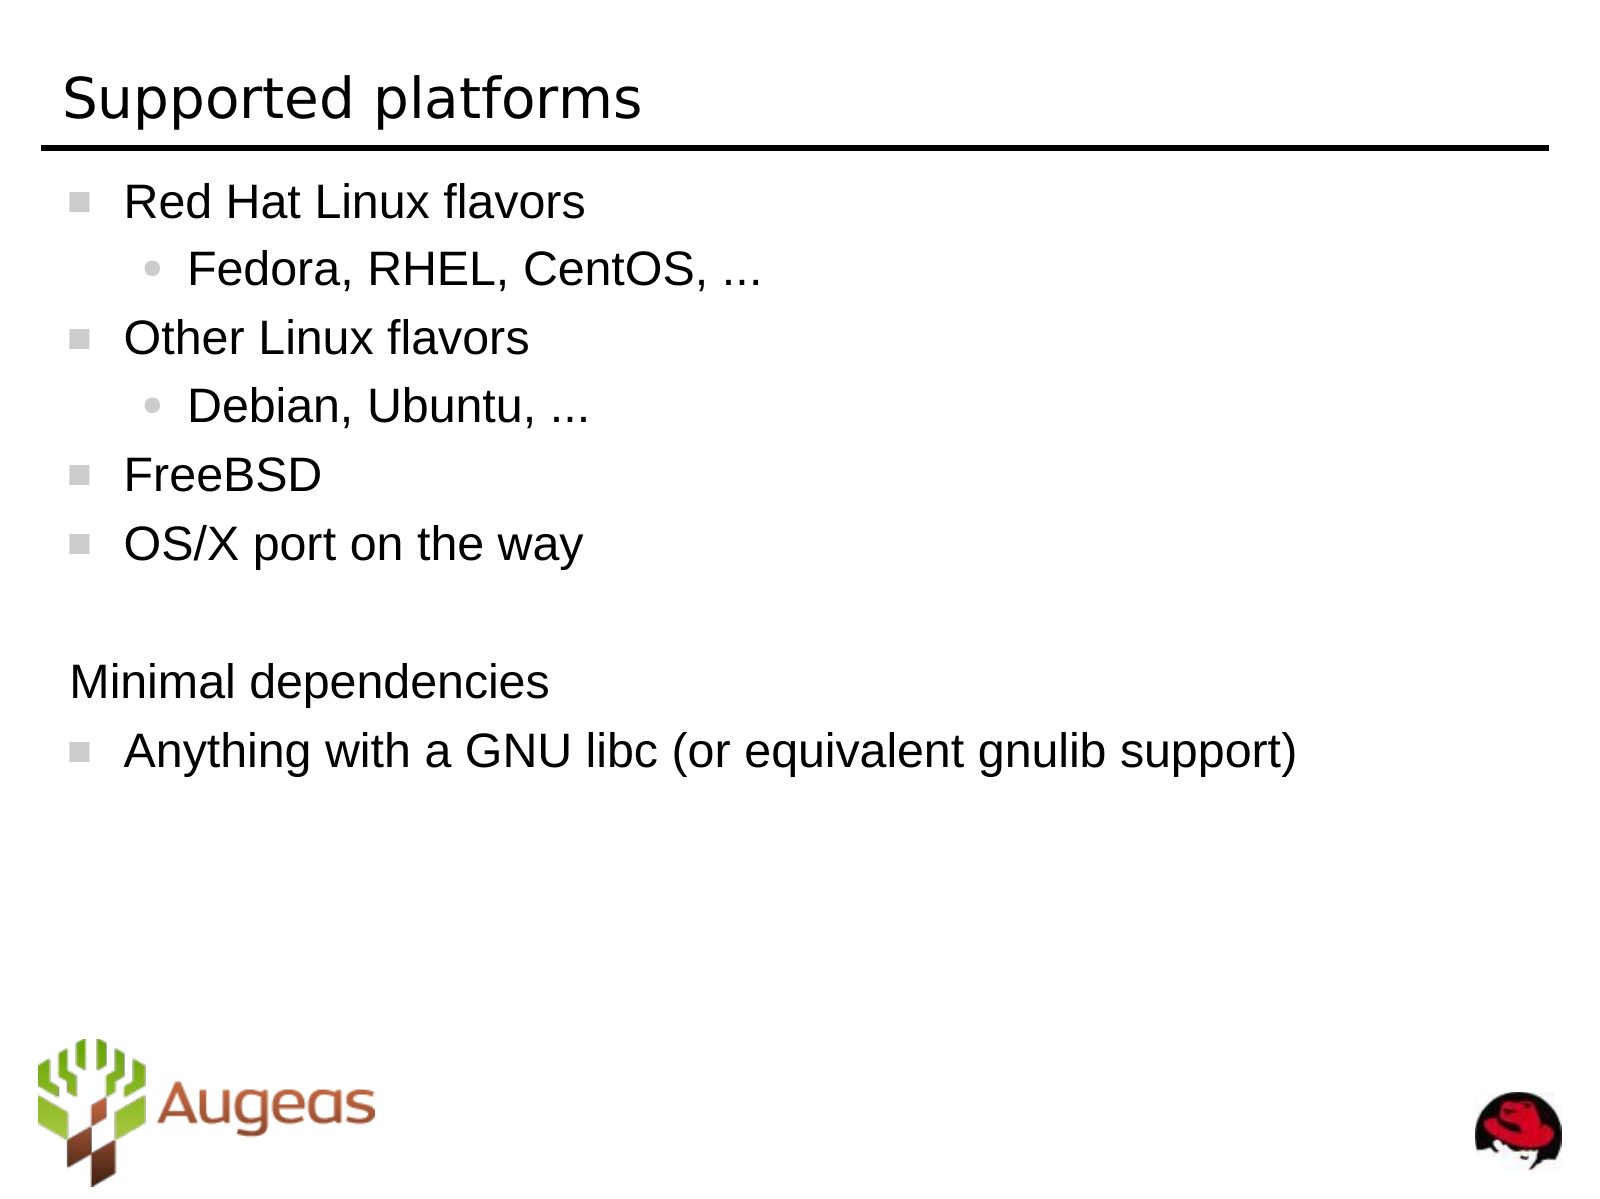 Supported platforms
Red Hat Linux flavors
Fedora, RHEL, CentOS, ...
Other Linux flavors
Debian, Ubuntu, ...
FreeBSD
OS/X port on the way
Minimal dependencies
Anything with a GNU libc (or equivalent gnulib support)
Augeas